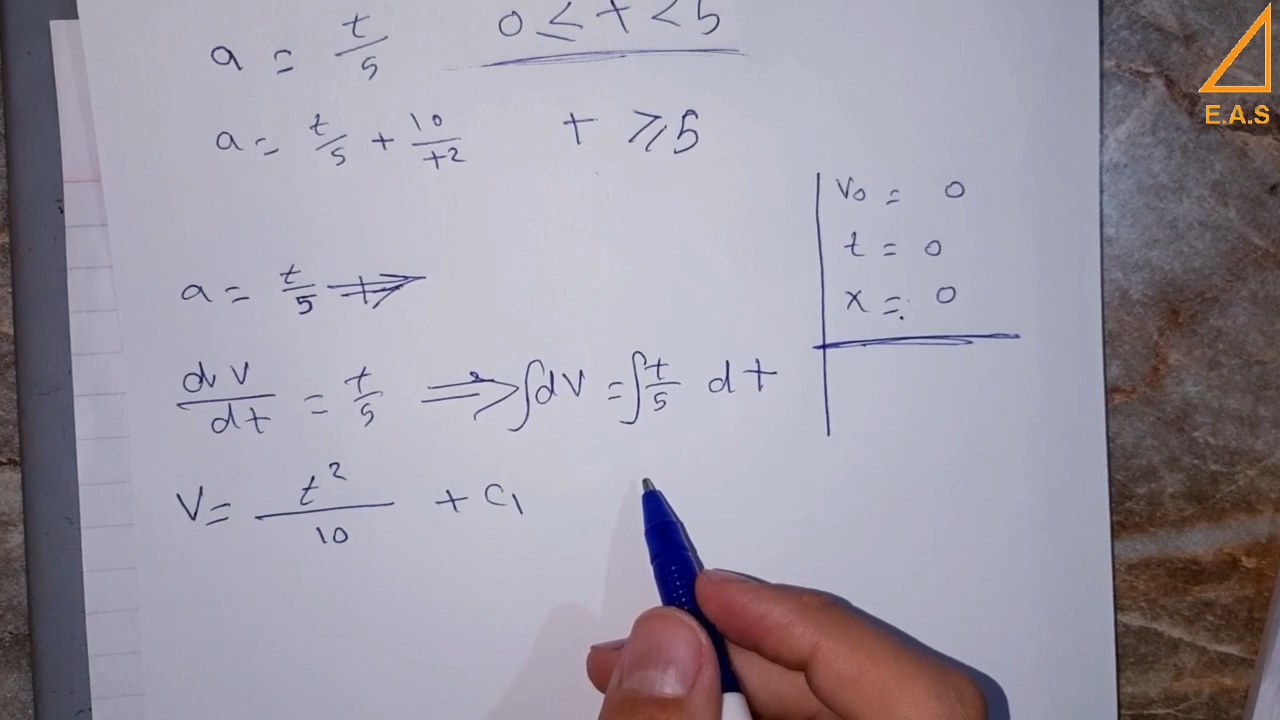 a = t/5 0 ≤ t < 5
a = t/5 + 10/t² t ≥ 5
V₀ = 0
t = 0
x = 0
a = t/5 ⇒
dV/dt = t/5 ⇒ ∫dV = ∫t/5 dt
V = t²/10 + C₁
E.A.S